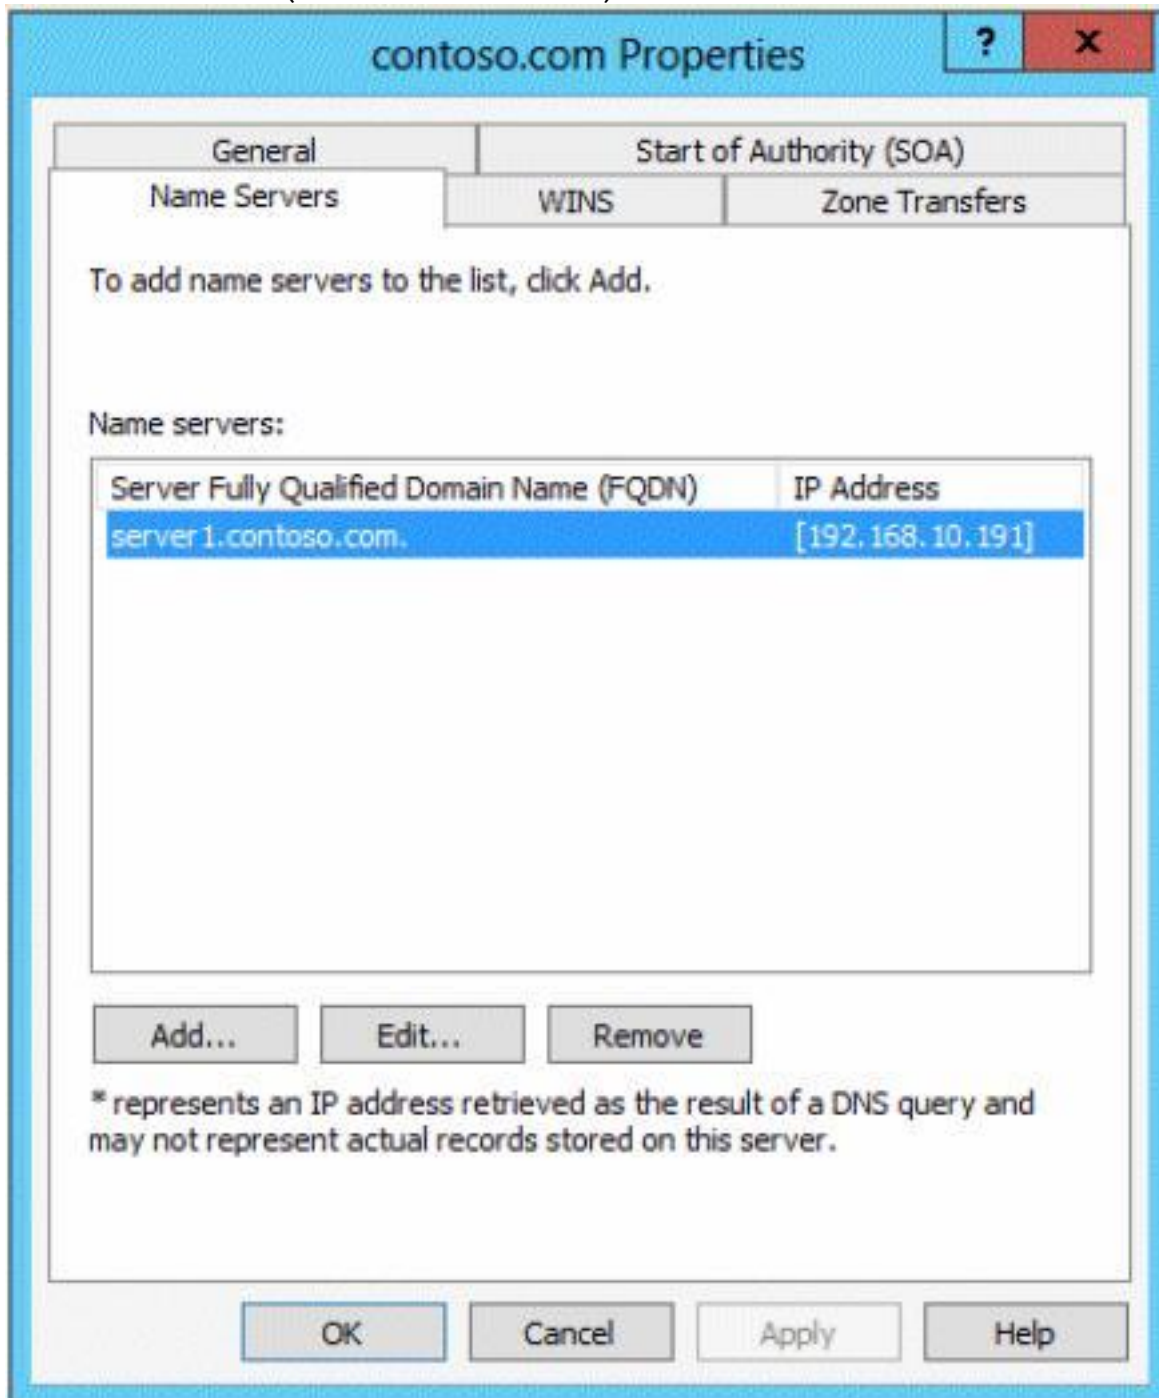 contoso.com Properties
? x
General Start of Authority (SOA)
Name Servers WINS Zone Transfers
To add name servers to the list, click Add.
Name servers:
Server Fully Qualified Domain Name (FQDN) IP Address
server1.contoso.com. [192.168.10.191]
Add... Edit... Remove
* represents an IP address retrieved as the result of a DNS query and
may not represent actual records stored on this server.
OK Cancel Apply Help